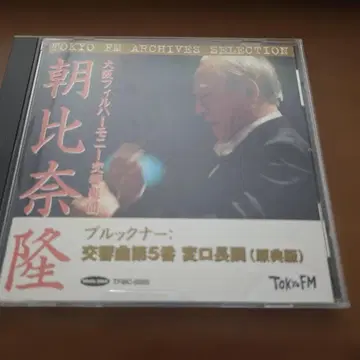 TOKYO FM ARCHIVES SELECTION
朝比奈隆
大阪フィルハーモニー交響楽団
ブルックナー:
交響曲第5番 変ロ長調(原典版)
TOKYO FM